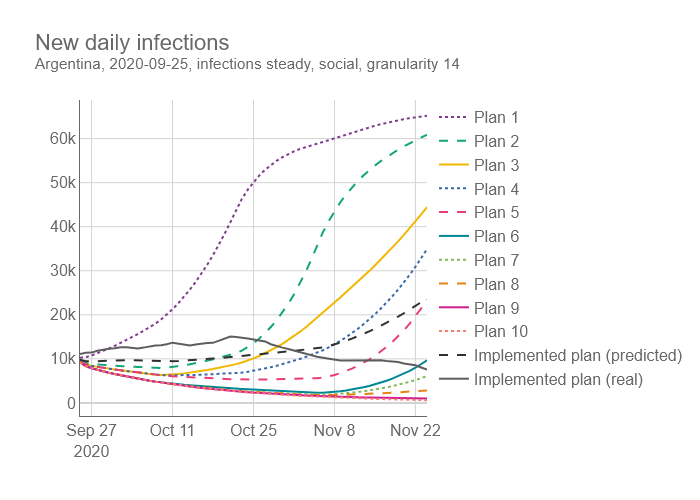 New daily infections
Argentina, 2020-09-25, infections steady, social, granularity 14
60k
50k
40k
30k
20k
10k
0
Sep 27
2020
Oct 11
Oct 25
Nov 8
Nov 22
Plan 1
Plan 2
Plan 3
Plan 4
Plan 5
Plan 6
Plan 7
Plan 8
Plan 9
Plan 10
Implemented plan (predicted)
Implemented plan (real)